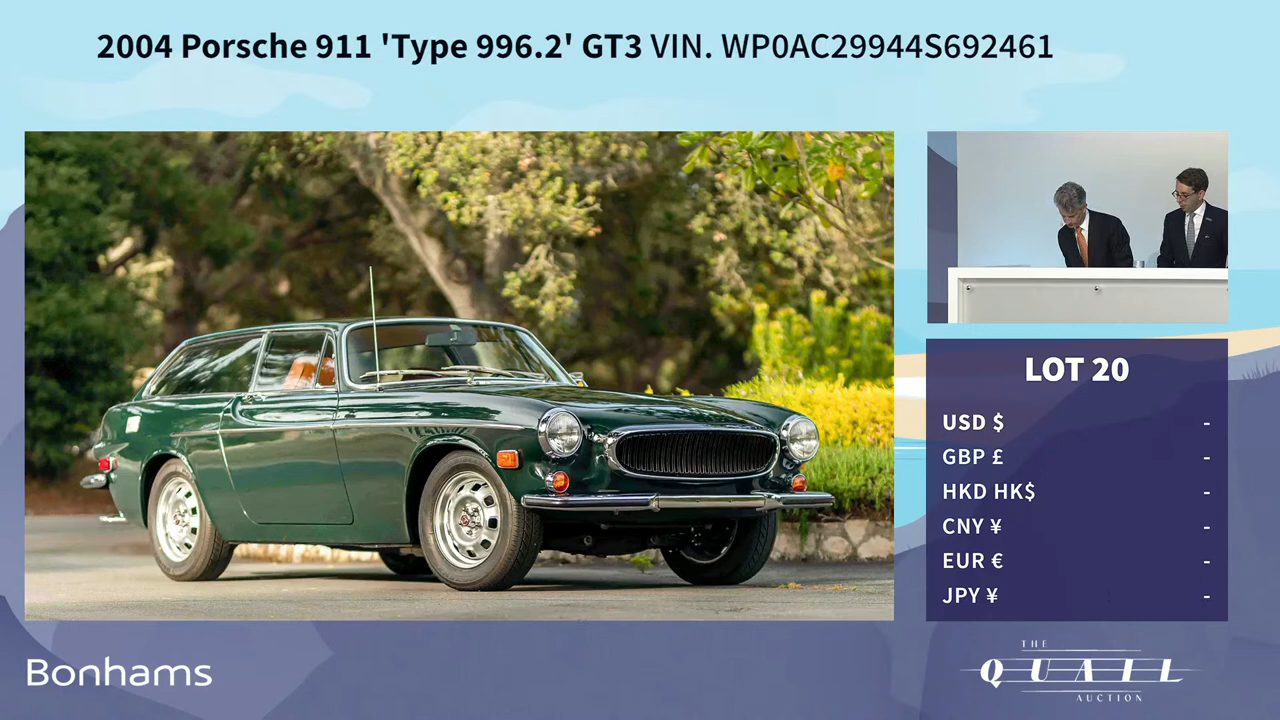 2004 Porsche 911 'Type 996.2' GT3 VIN. WP0AC29944S692461
LOT 20
USD $ -
GBP £ -
HKD HK$ -
CNY ¥ -
EUR € -
JPY ¥ -
Bonhams
THE
QUAIL
AUCTION